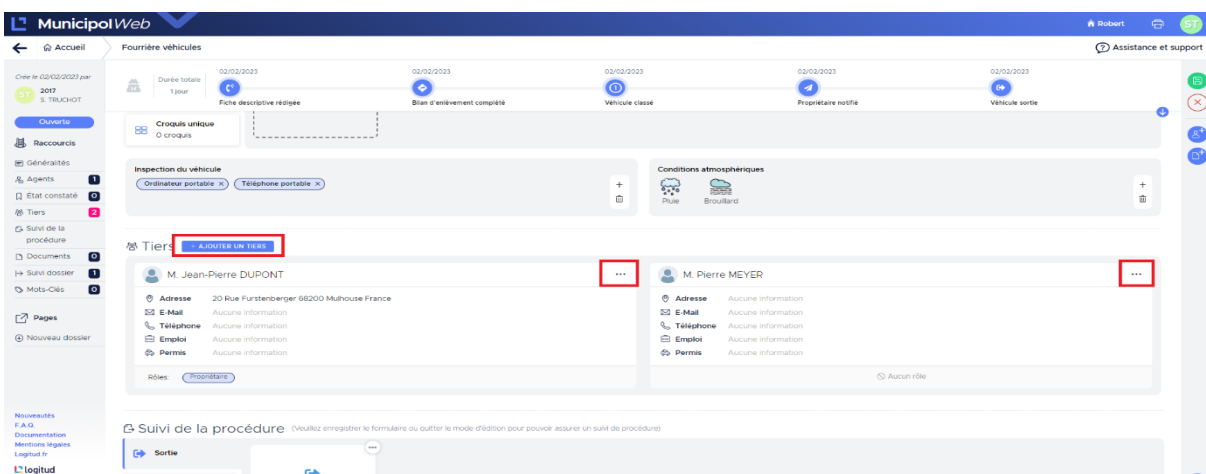 MunicipolWeb
Robert
ST
Accueil
Fourrière véhicules
Assistance et support
Crée le 02/02/2023 par
ST
2017
S. TRUCHOT
Ouverte
Raccourcis
Généralités
Agents 1
Etat constaté 0
Tiers 2
Suivi de la
procédure
Documents 0
Suivi dossier 1
Mots-Clés 0
Pages
Nouveau dossier
Nouveautés
F.A.Q.
Documentation
Mentions légales
Logitud.fr
logitud
Durée totale
1 jour
02/02/2023
Fiche descriptive rédigée
02/02/2023
Bilan d'enlèvement complété
02/02/2023
Véhicule classé
02/02/2023
Propriétaire notifié
02/02/2023
Véhicule sortie
Croquis unique
0 croquis
Inspection du véhicule
Ordinateur portable × Téléphone portable ×
+
Conditions atmosphériques
Pluie Brouillard
+
Tiers + AJOUTER UN TIERS
M. Jean-Pierre DUPONT ...
Adresse 20 Rue Furstenberger 68200 Mulhouse France
E-Mail Aucune information
Téléphone Aucune information
Emploi Aucune information
Permis Aucune information
Rôles: Propriétaire
M. Pierre MEYER ...
Adresse Aucune information
E-Mail Aucune information
Téléphone Aucune information
Emploi Aucune information
Permis Aucune information
Aucun rôle
Suivi de la procédure (Veuillez enregistrer le formulaire ou quitter le mode d'édition pour pouvoir assurer un suivi de procédure)
Sortie
...